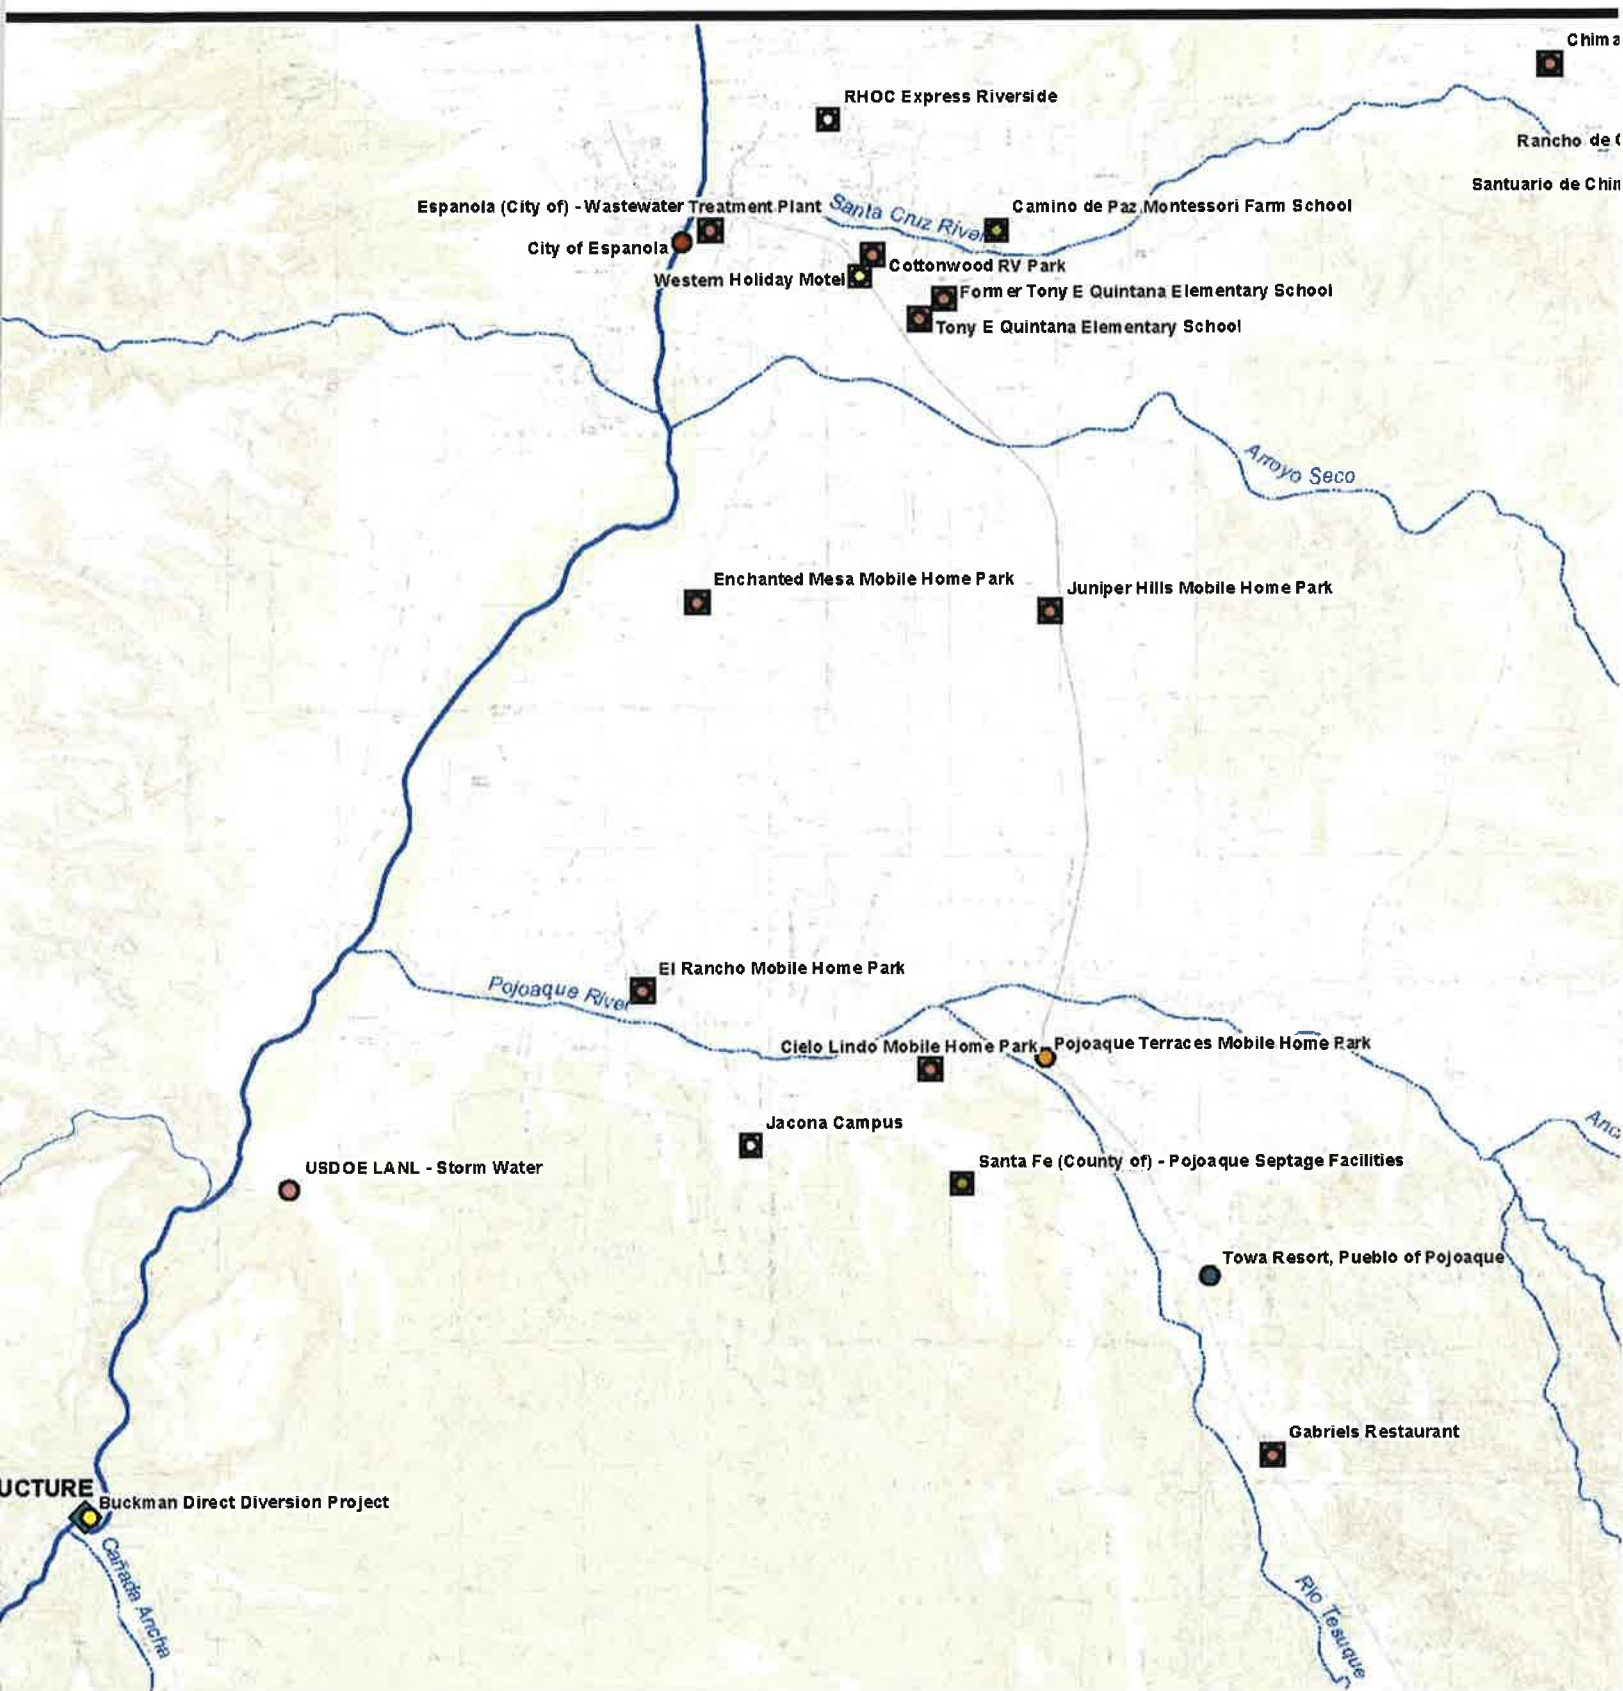 Chima
RHOC Express Riverside
Rancho de C
Santuario de Chim
Espanola (City of) - Wastewater Treatment Plant
Santa Cruz River
Camino de Paz Montessori Farm School
City of Espanola
Cottonwood RV Park
Western Holiday Motel
Former Tony E Quintana Elementary School
Tony E Quintana Elementary School
Arroyo Seco
Enchanted Mesa Mobile Home Park
Juniper Hills Mobile Home Park
El Rancho Mobile Home Park
Pojoaque River
Cielo Lindo Mobile Home Park
Pojoaque Terraces Mobile Home Park
Jacona Campus
Anc
Santa Fe (County of) - Pojoaque Septage Facilities
USDOE LANL - Storm Water
Towa Resort, Pueblo of Pojoaque
Gabriels Restaurant
UCTURE
Buckman Direct Diversion Project
Cañada Ancha
Rio Tesuque